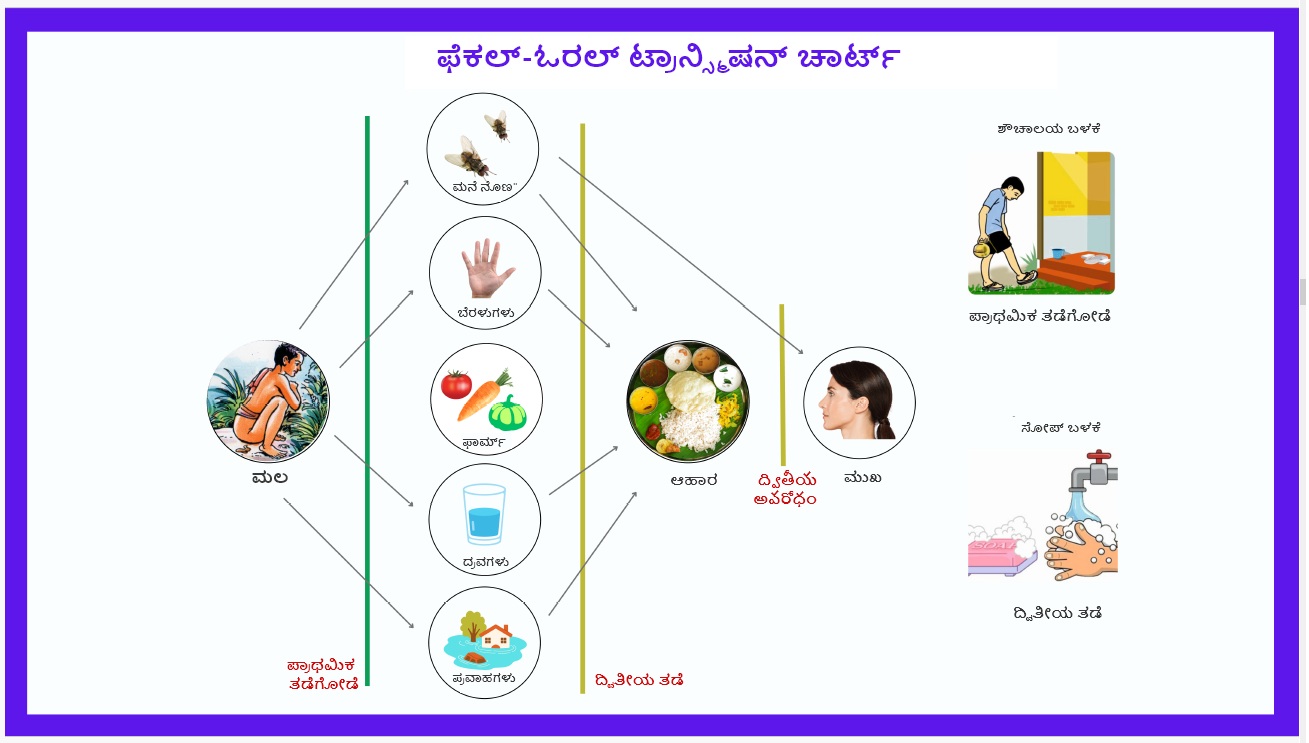 ಫೆಕಲ್-ಓರಲ್ ಟ್ರಾನ್ಸ್ಮಿಷನ್ ಚಾರ್ಟ್
ಮನೆ ನೊಣ"
ಬೆರಳುಗಳು
ಫಾರ್ಮ್
ದ್ರವಗಳು
ಪ್ರವಾಹಗಳು
ಮಲ
ಪ್ರಾಥಮಿಕ
ತಡೆಗೋಡೆ
ದ್ವಿತೀಯ ತಡೆ
ಆಹಾರ
ದ್ವಿತೀಯ
ಅವರೋಧಂ
ಮುಖ
ಶೌಚಾಲಯ ಬಳಕೆ
ಪ್ರಾಥಮಿಕ ತಡೆಗೋಡೆ
ಸೋಪ್ ಬಳಕೆ
ದ್ವಿತೀಯ ತಡೆ